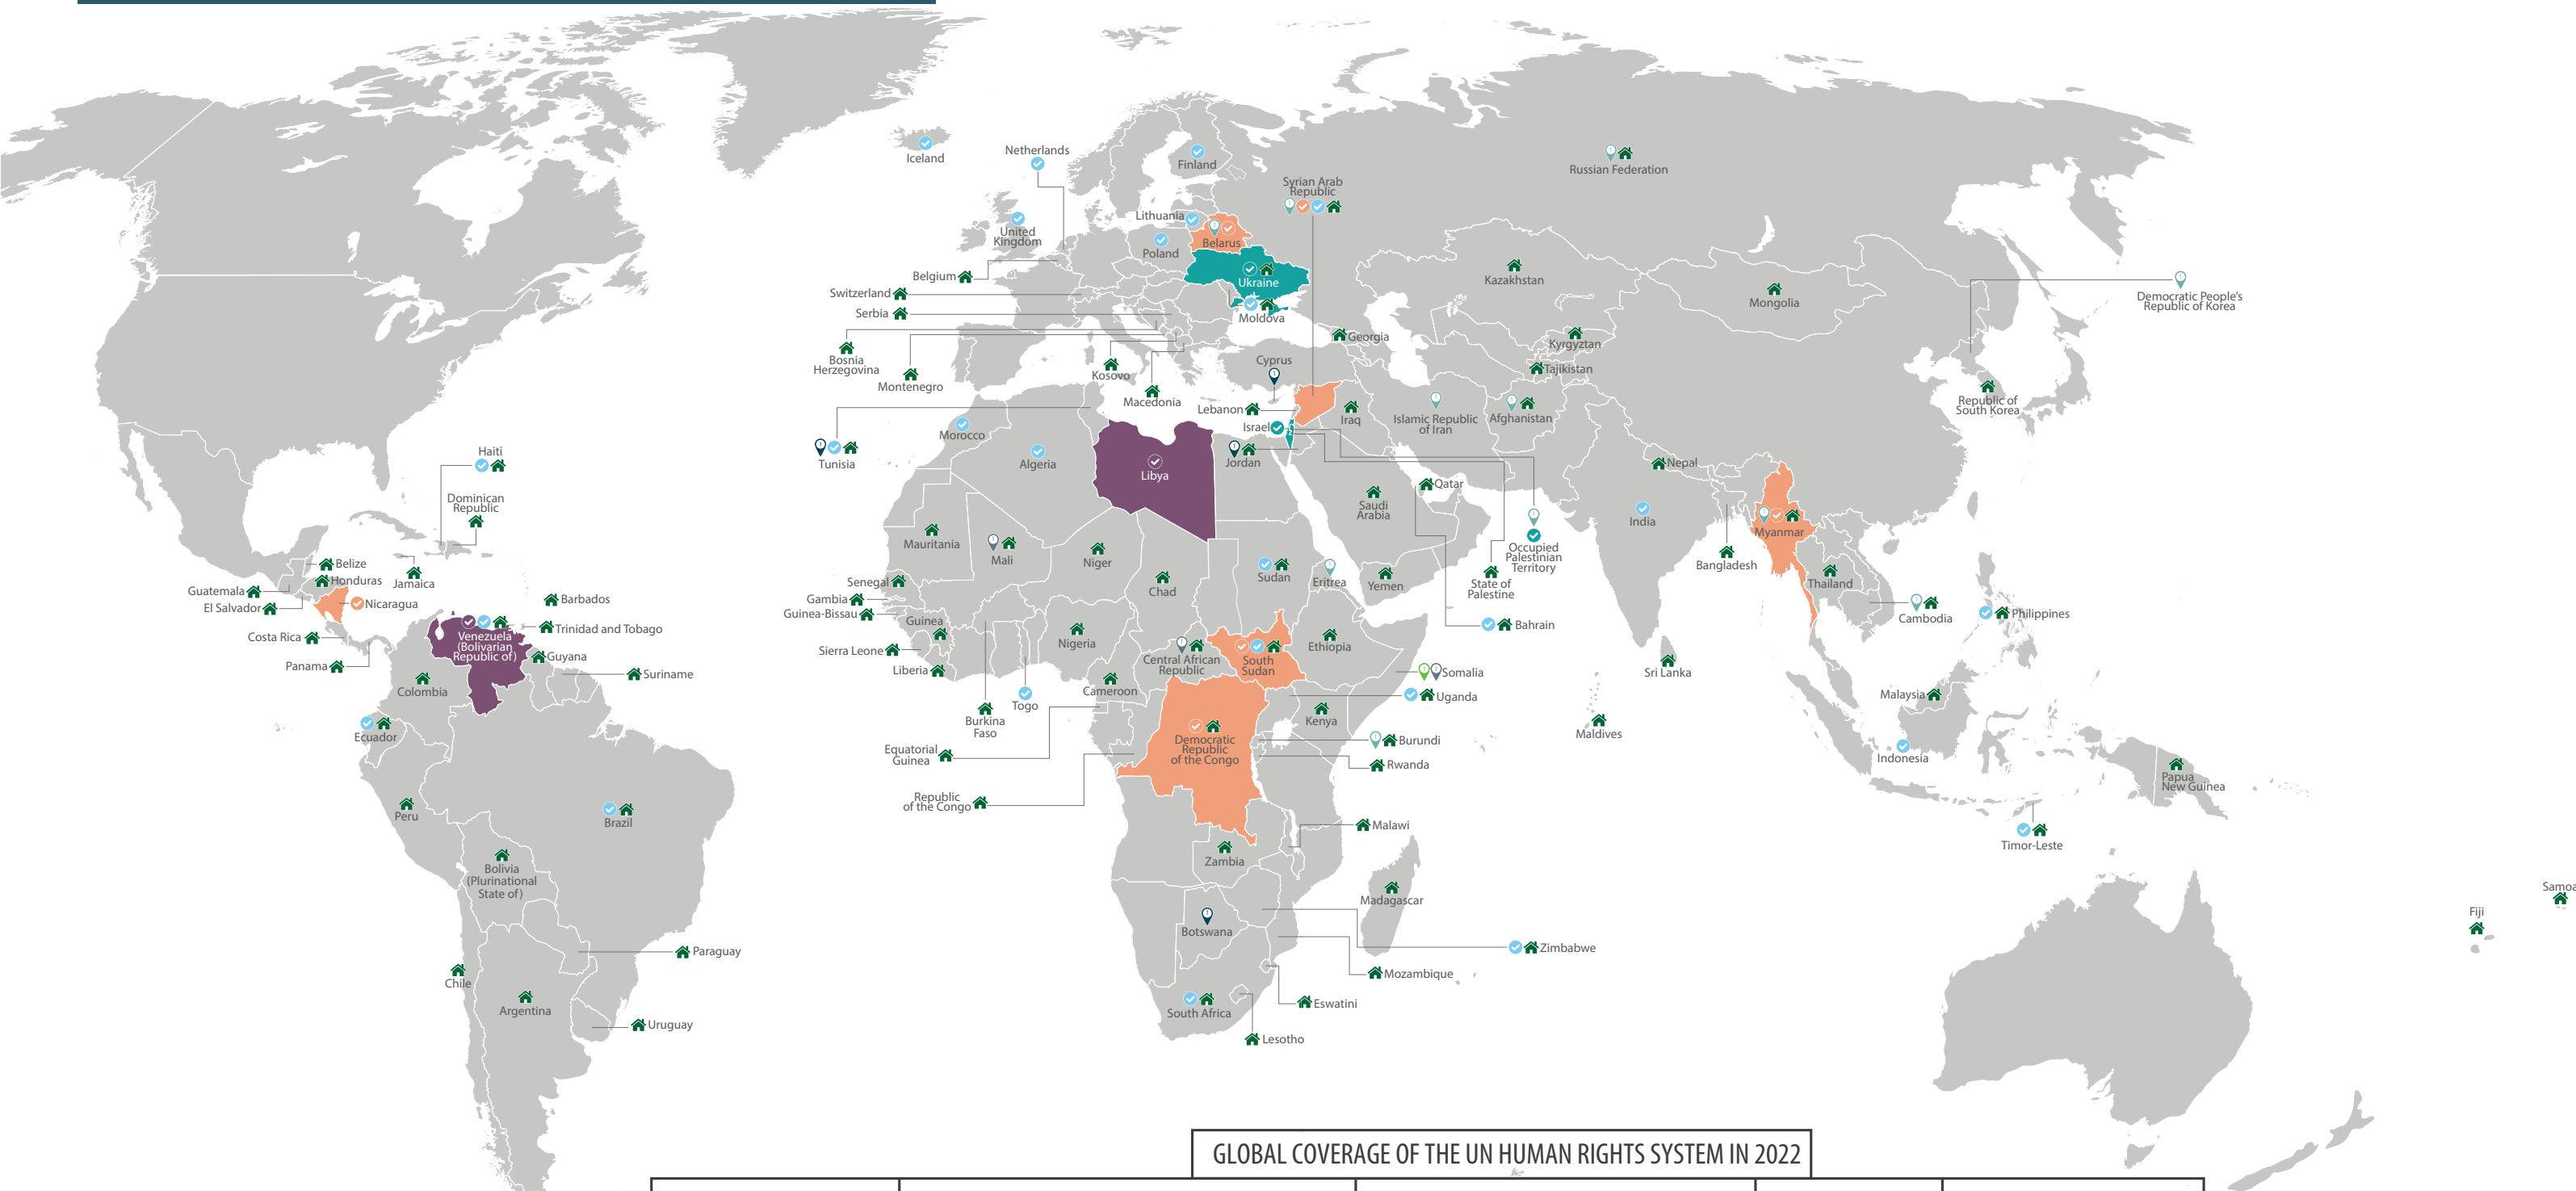 Iceland
Netherlands
Finland
Russian Federation
Syrian Arab
Republic
Lithuania
United
Kingdom
Belarus
Poland
Belgium
Ukraine
Kazakhstan
Switzerland
Mongolia
Democratic People's
Republic of Korea
Serbia
Moldova
Georgia
Kyrgyztan
Bosnia
Herzegovina
Cyprus
Tajikistan
Kosovo
Montenegro
Macedonia
Lebanon
Republic of
South Korea
Iraq
Islamic Republic
of Iran
Afghanistan
Israel
Morocco
Tunisia
Algeria
Libya
Jordan
Haiti
Nepal
Qatar
Dominican
Republic
Saudi
Arabia
India
Mauritania
Mali
Niger
Occupied
Palestinian
Territory
Myanmar
Belize
Honduras
Jamaica
Guatemala
El Salvador
Nicaragua
Barbados
Senegal
Gambia
Guinea-Bissau
Guinea
Chad
Sudan
Eritrea
Yemen
State of
Palestine
Bangladesh
Thailand
Costa Rica
Venezuela
(Bolivarian
Republic of)
Trinidad and Tobago
Panama
Guyana
Suriname
Colombia
Sierra Leone
Liberia
Nigeria
Central African
Republic
South
Sudan
Ethiopia
Bahrain
Cambodia
Philippines
Cameroon
Somalia
Sri Lanka
Uganda
Malaysia
Togo
Burkina
Faso
Kenya
Maldives
Ecuador
Equatorial
Guinea
Democratic
Republic
of the Congo
Burundi
Rwanda
Indonesia
Papua
New Guinea
Republic
of the Congo
Peru
Brazil
Malawi
Timor-Leste
Zambia
Bolivia
(Plurinational
State of)
Madagascar
Samoa
Fiji
Botswana
Paraguay
Zimbabwe
Chile
Mozambique
Argentina
South Africa
Eswatini
Uruguay
Lesotho
GLOBAL COVERAGE OF THE UN HUMAN RIGHTS SYSTEM IN 2022